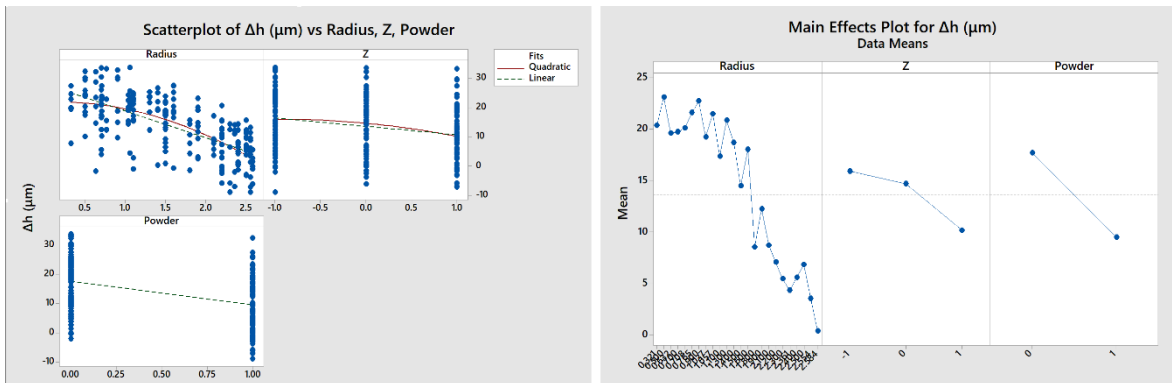 Scatterplot of Δh (μm) vs Radius, Z, Powder
Radius
Z
Fits
Quadratic
Linear
30
20
10
0
-10
0.5 1.0 1.5 2.0 2.5 -1.0 -0.5 0.0 0.5 1.0
Δh (μm)
Powder
30
20
10
0
-10
0.00 0.25 0.50 0.75 1.00
Main Effects Plot for Δh (μm)
Data Means
Radius Z Powder
Mean
25
20
15
10
5
0
-1 0 1 0 1